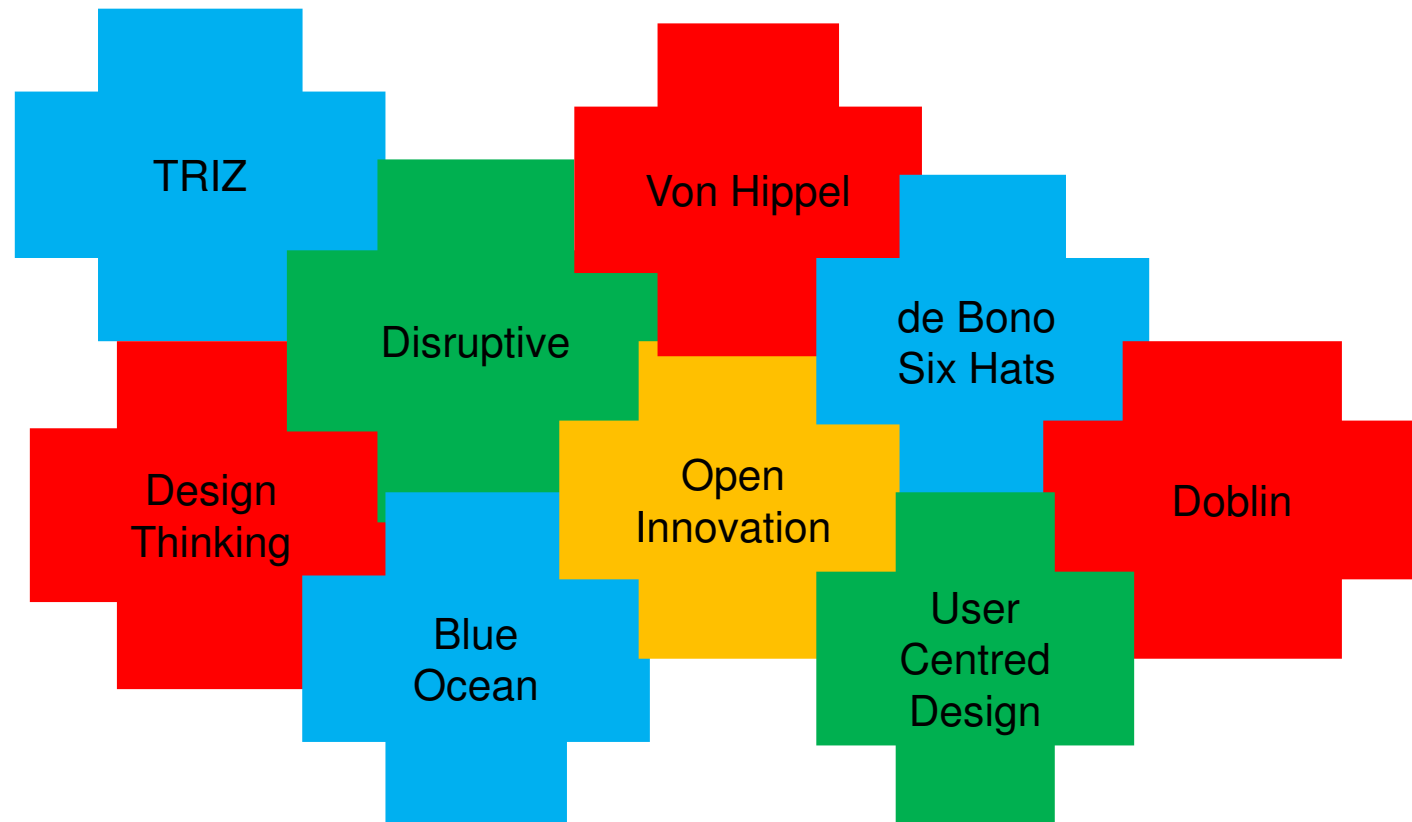 TRIZ
Von Hippel
Disruptive
de Bono
Six Hats
Design
Thinking
Open
Innovation
Doblin
Blue
Ocean
User
Centred
Design